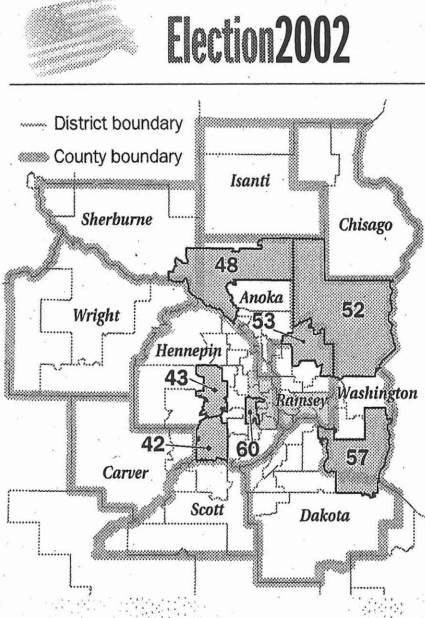 Election2002
District boundary
County boundary
Isanti
Sherburne
Chisago
48
Anoka
52
Wright
53
Hennepin
43
Ramsey
Washington
42
60
57
Carver
Scott
Dakota